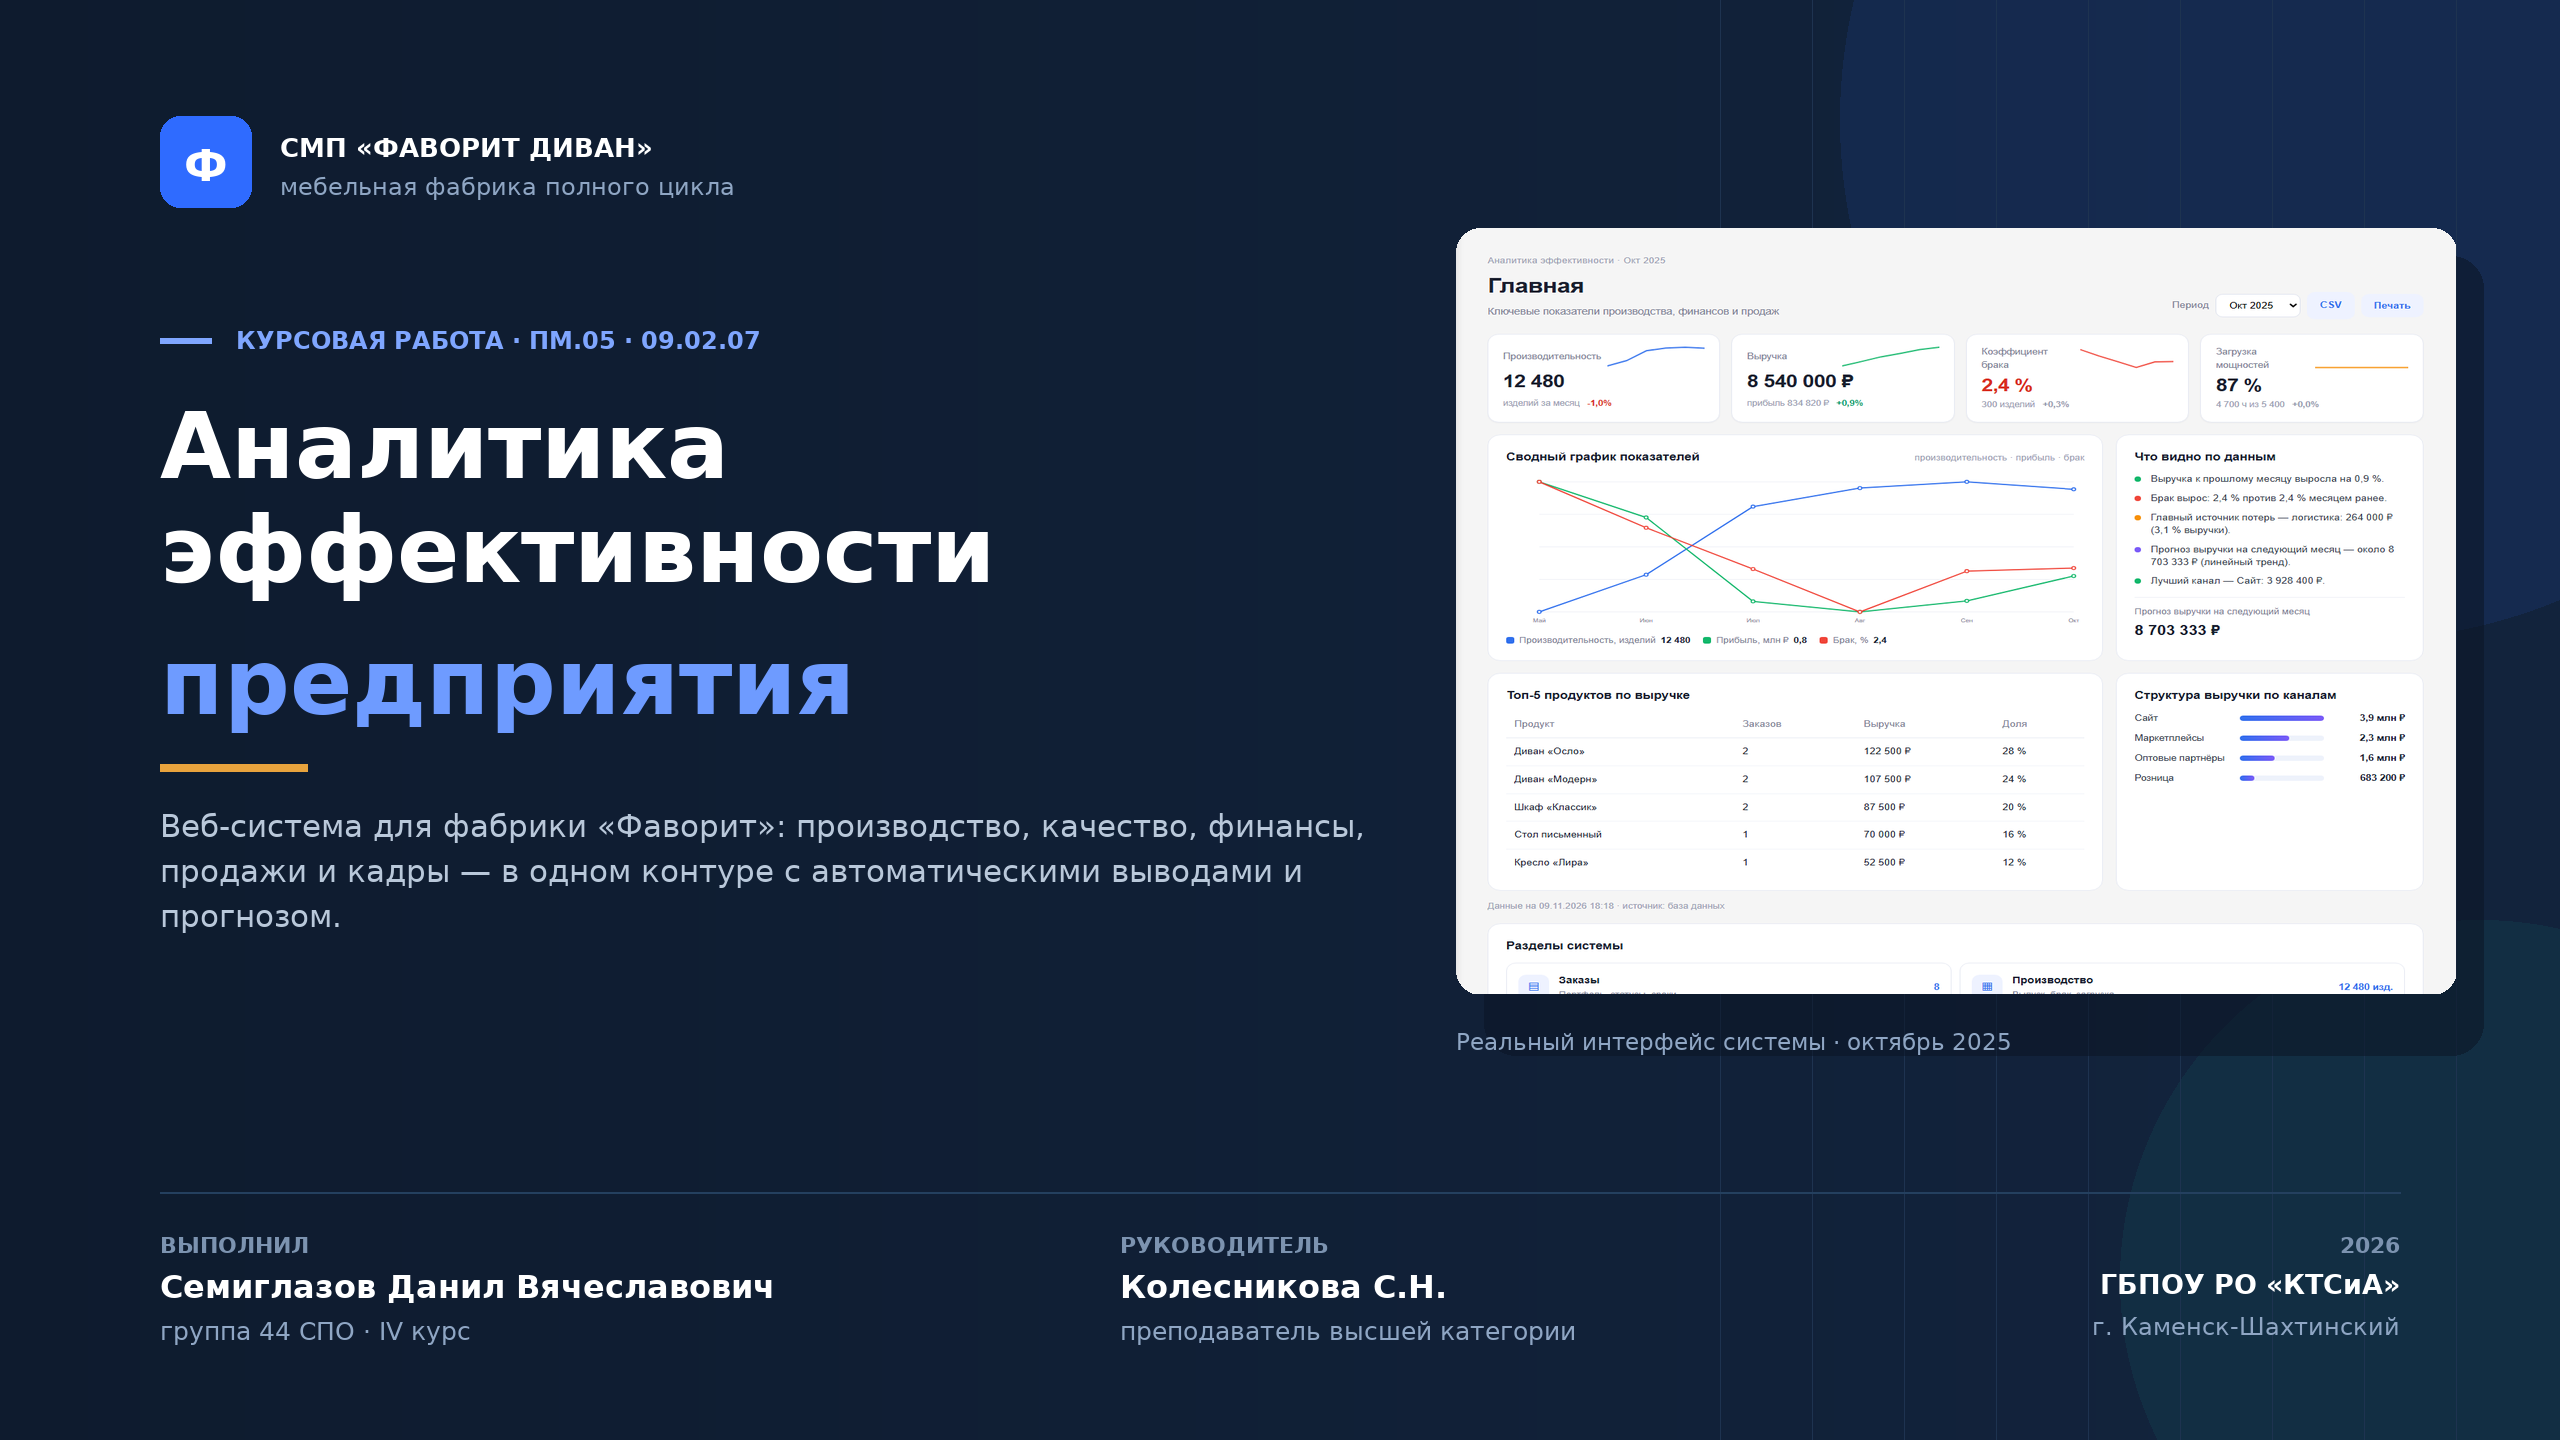 Ф
СМП «ФАВОРИТ ДИВАН»
мебельная фабрика полного цикла
КУРСОВАЯ РАБОТА · ПМ.05 · 09.02.07
Аналитика
эффективности
предприятия
Веб-система для фабрики «Фаворит»: производство, качество, финансы,
продажи и кадры — в одном контуре с автоматическими выводами и
прогнозом.
Аналитика эффективности · Окт 2025
Главная
Ключевые показатели производства, финансов и продаж
Период Окт 2025 CSV Печать
Производительность
12 480
изделий за месяц -1,0%
Выручка
8 540 000 ₽
прибыль 834 820 ₽ +0,9%
Коэффициент
брака
2,4 %
300 изделий +0,3%
Загрузка
мощностей
87 %
4 700 ч из 5 400 +0,0%
Сводный график показателей
производительность · прибыль · брак
Май Июн Июл Авг Сен Окт
Производительность, изделий 12 480 Прибыль, млн ₽ 0,8 Брак, % 2,4
Что видно по данным
Выручка к прошлому месяцу выросла на 0,9 %.
Брак вырос: 2,4 % против 2,4 % месяцем ранее.
Главный источник потерь — логистика: 264 000 ₽
(3,1 % выручки).
Прогноз выручки на следующий месяц — около 8
703 333 ₽ (линейный тренд).
Лучший канал — Сайт: 3 928 400 ₽.
Прогноз выручки на следующий месяц
8 703 333 ₽
Топ-5 продуктов по выручке
Продукт Заказов Выручка Доля
Диван «Осло» 2 122 500 ₽ 28 %
Диван «Модерн» 2 107 500 ₽ 24 %
Шкаф «Классик» 2 87 500 ₽ 20 %
Стол письменный 1 70 000 ₽ 16 %
Кресло «Лира» 1 52 500 ₽ 12 %
Структура выручки по каналам
Сайт 3,9 млн ₽
Маркетплейсы 2,3 млн ₽
Оптовые партнёры 1,6 млн ₽
Розница 683 200 ₽
Данные на 09.11.2026 18:18 · источник: база данных
Разделы системы
Заказы 8
Производство 12 480 изд.
Реальный интерфейс системы · октябрь 2025
ВЫПОЛНИЛ
Семиглазов Данил Вячеславович
группа 44 СПО · IV курс
РУКОВОДИТЕЛЬ
Колесникова С.Н.
преподаватель высшей категории
2026
ГБПОУ РО «КТСиА»
г. Каменск-Шахтинский